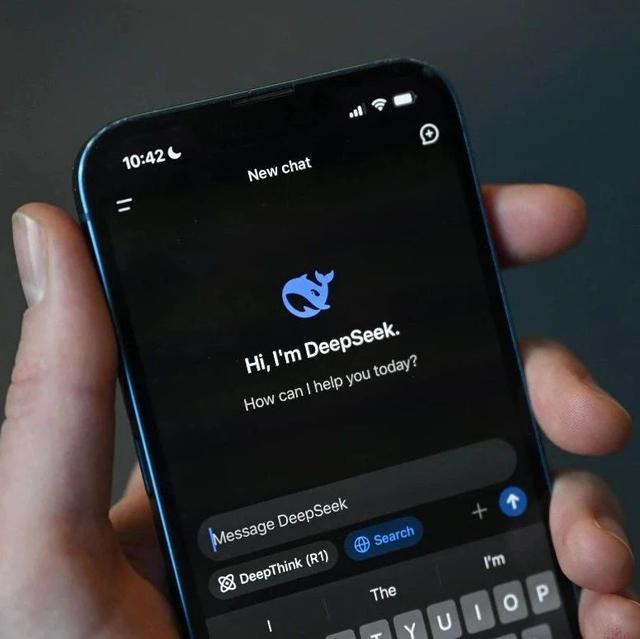 10:42
New chat
Hi, I'm DeepSeek.
How can I help you today?
Message DeepSeek
DeepThink (R1)
Search
I
The
I'm
T Y U I O P